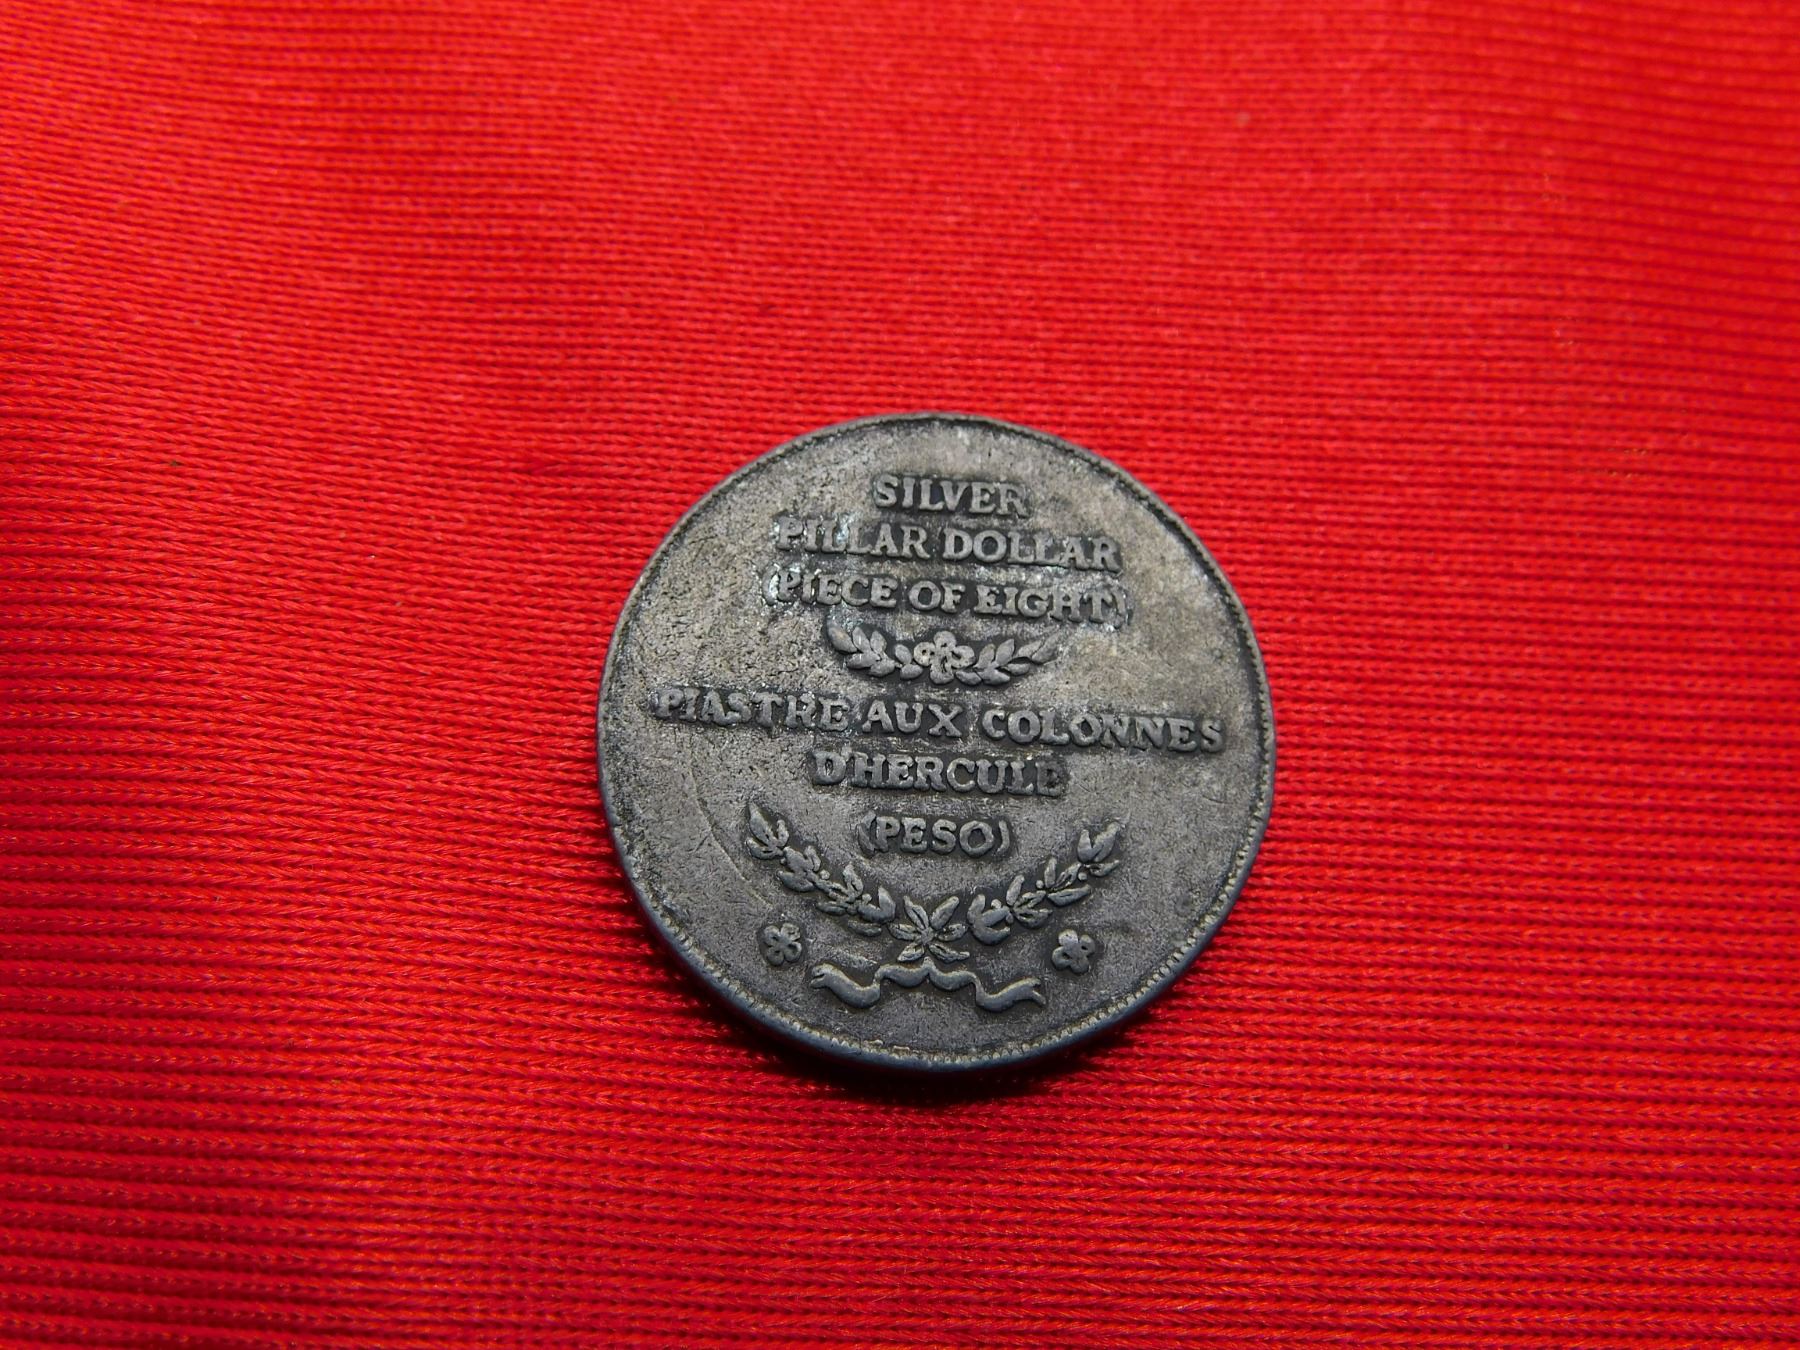 SILVER
PILLAR DOLLAR
(PIECE OF EIGHT)
PIASTRE AUX COLONNES
D'HERCULE
(PESO)